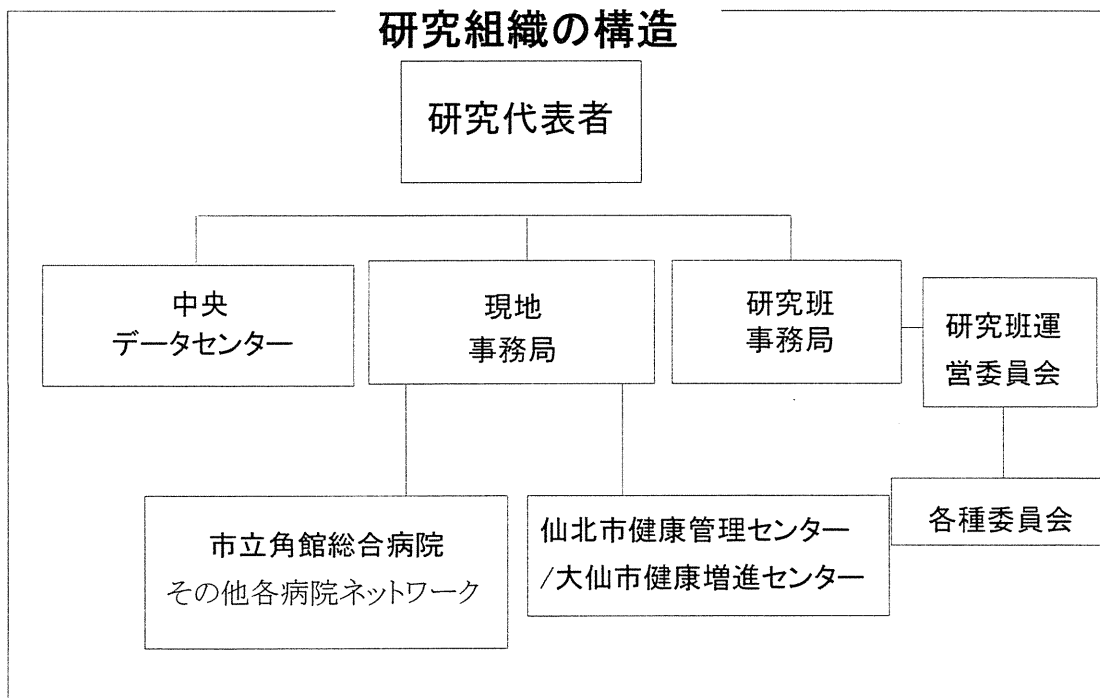 研究組織の構造
研究代表者
中央
データセンター
現地
事務局
研究班
事務局
研究班運
営委員会
市立角館総合病院
その他各病院ネットワーク
仙北市健康管理センター
/大仙市健康増進センター
各種委員会